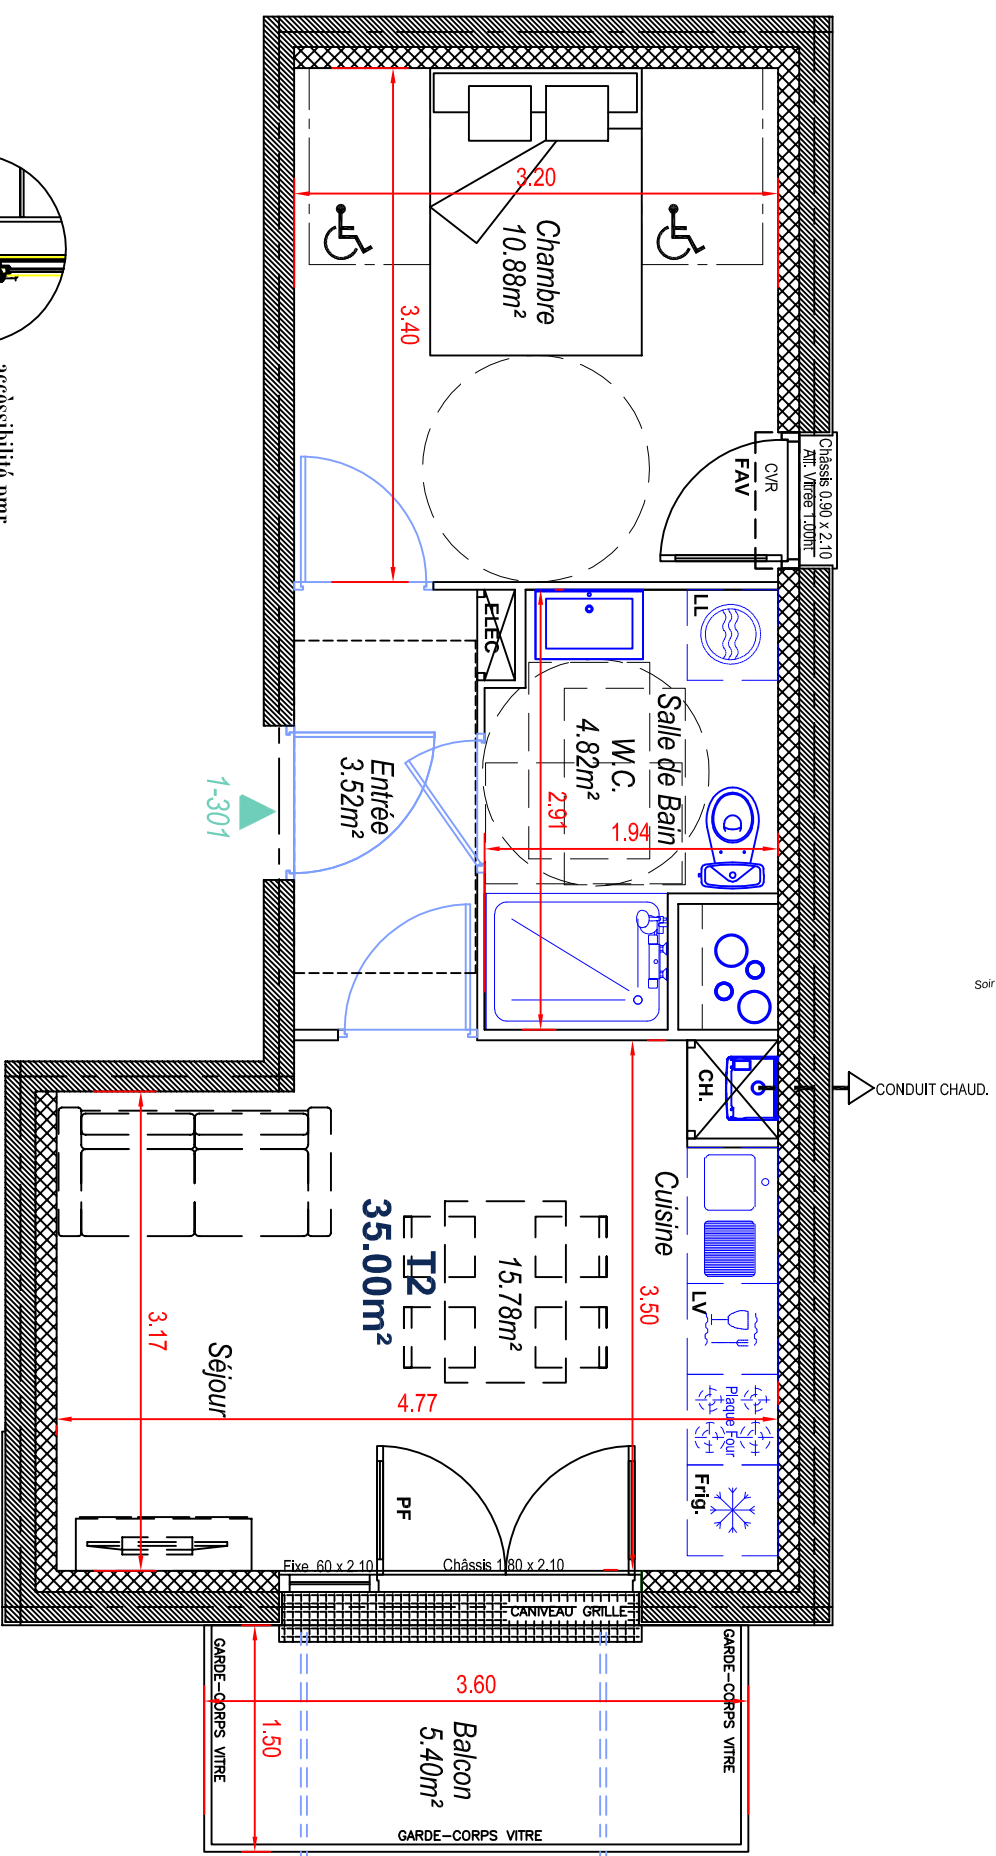 3.20
Chambre
10.88m²
3.40
Châssis 0.90 x 2.10
All. Vitrée 1.00ht
CVR
FAV
accèssibilité pmr
ELEC
LL
Salle de Bain
W.C.
4.82m²
2.91
1.94
Entrée
3.52m²
1-301
Soir
CONDUIT CHAUD.
CH.
Cuisine
3.50
LV
Plaque Four
Frig.
15.78m²
T2
35.00m²
4.77
3.17
Séjour
PF
Fixe .60 x 2.10
Châssis 1.80 x 2.10
CANIVEAU GRILLE
GARDE-CORPS VITRE
GARDE-CORPS VITRE
3.60
1.50
Balcon
5.40m²
GARDE-CORPS VITRE